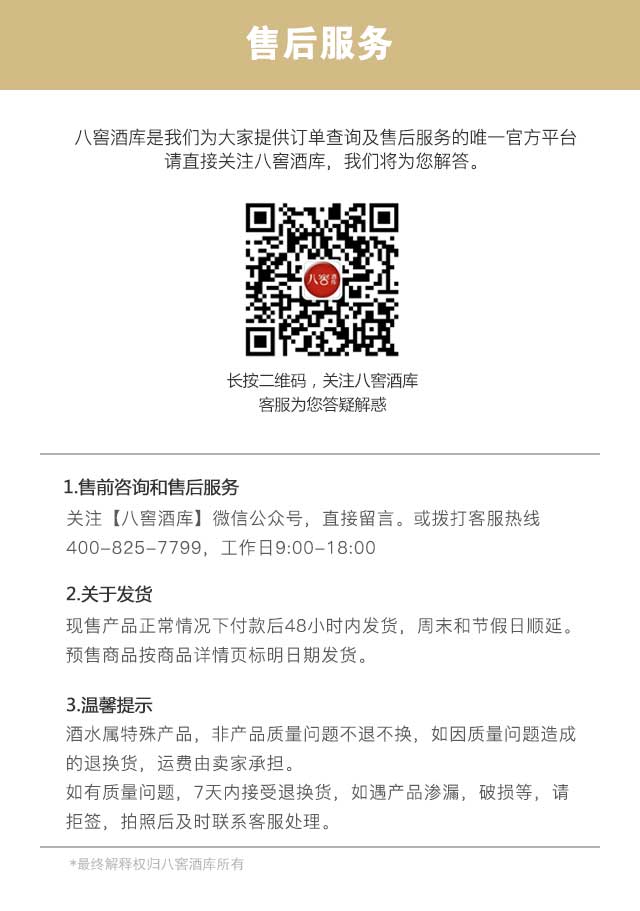 售后服务
八窖酒库是我们为大家提供订单查询及售后服务的唯一官方平台
请直接关注八窖酒库，我们将为您解答。
八窖酒库
长按二维码，关注八窖酒库
客服为您答疑解惑
1.售前咨询和售后服务
关注【八窖酒库】微信公众号，直接留言。或拨打客服热线
400-825-7799，工作日9:00-18:00
2.关于发货
现售产品正常情况下付款后48小时内发货，周末和节假日顺延。
预售商品按商品详情页标明日期发货。
3.温馨提示
酒水属特殊产品，非产品质量问题不退不换，如因质量问题造成
的退换货，运费由卖家承担。
如有质量问题，7天内接受退换货，如遇产品渗漏，破损等，请
拒签，拍照后及时联系客服处理。
*最终解释权归八窖酒库所有